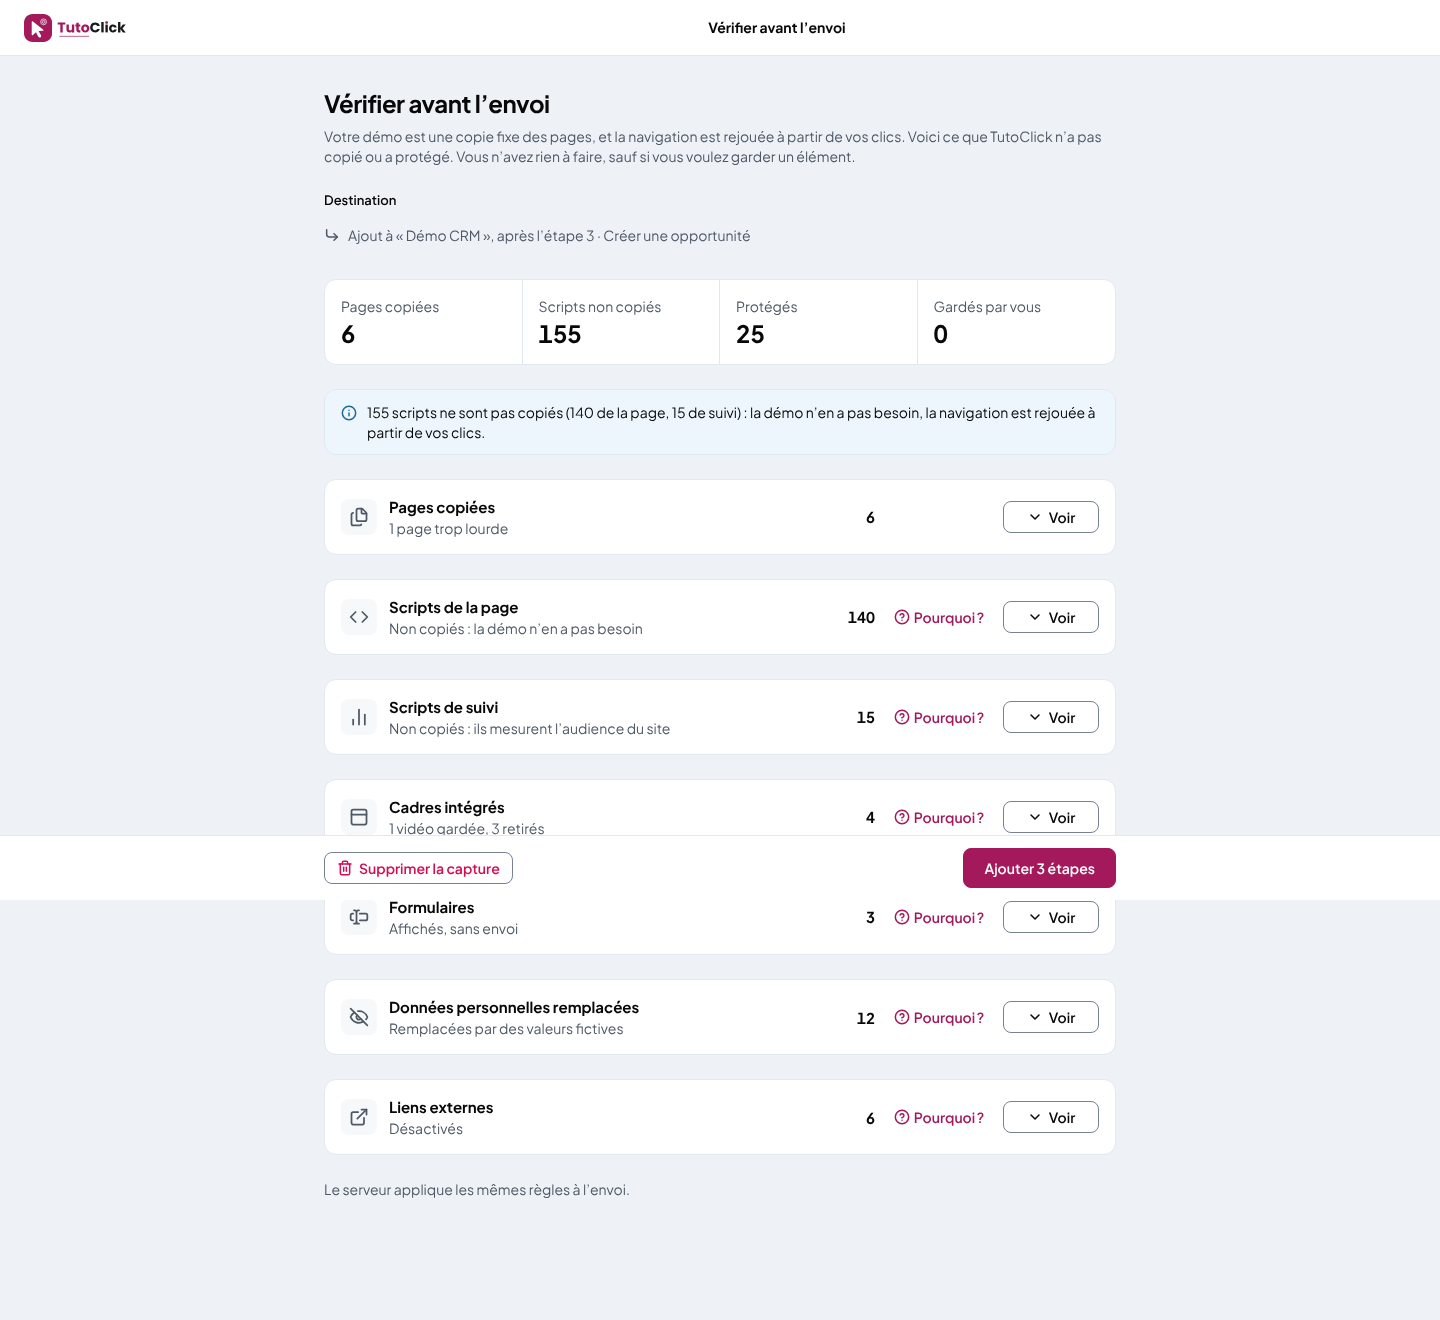 TutoClick
Vérifier avant l’envoi
Vérifier avant l’envoi
Votre démo est une copie fixe des pages, et la navigation est rejouée à partir de vos clics. Voici ce que TutoClick n’a pas
copié ou a protégé. Vous n’avez rien à faire, sauf si vous voulez garder un élément.
Destination
Ajout à « Démo CRM », après l’étape 3 · Créer une opportunité
Pages copiées
6
Scripts non copiés
155
Protégés
25
Gardés par vous
0
155 scripts ne sont pas copiés (140 de la page, 15 de suivi) : la démo n’en a pas besoin, la navigation est rejouée à
partir de vos clics.
Pages copiées
1 page trop lourde
6
Voir
Scripts de la page
Non copiés : la démo n’en a pas besoin
140
Pourquoi ?
Voir
Scripts de suivi
Non copiés : ils mesurent l’audience du site
15
Pourquoi ?
Voir
Cadres intégrés
1 vidéo gardée, 3 retirés
4
Pourquoi ?
Voir
Supprimer la capture
Ajouter 3 étapes
Formulaires
Affichés, sans envoi
3
Pourquoi ?
Voir
Données personnelles remplacées
Remplacées par des valeurs fictives
12
Pourquoi ?
Voir
Liens externes
Désactivés
6
Pourquoi ?
Voir
Le serveur applique les mêmes règles à l’envoi.